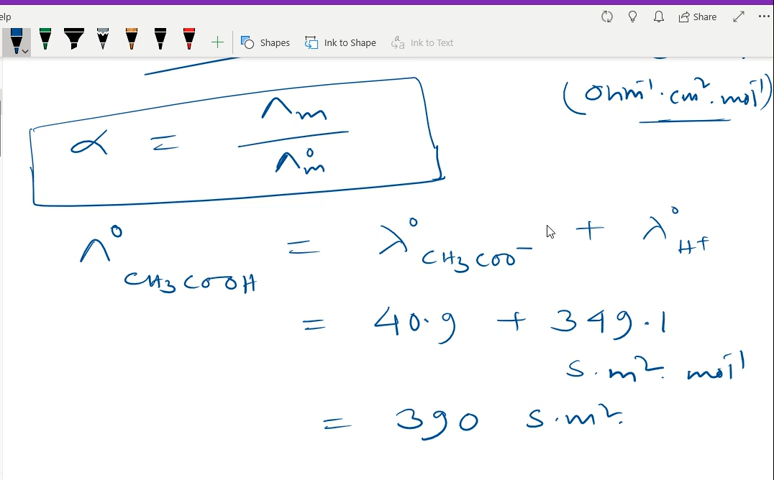 elp
Share
Shapes
Ink to Shape
Ink to Text
(Ohm⁻¹·cm²·mol⁻¹)
α = Λm / Λ°m
Λ°CH3COOH = λ°CH3COO⁻ + λ°H+
= 40.9 + 349.1
S.m². mol⁻¹
= 390 S.m².